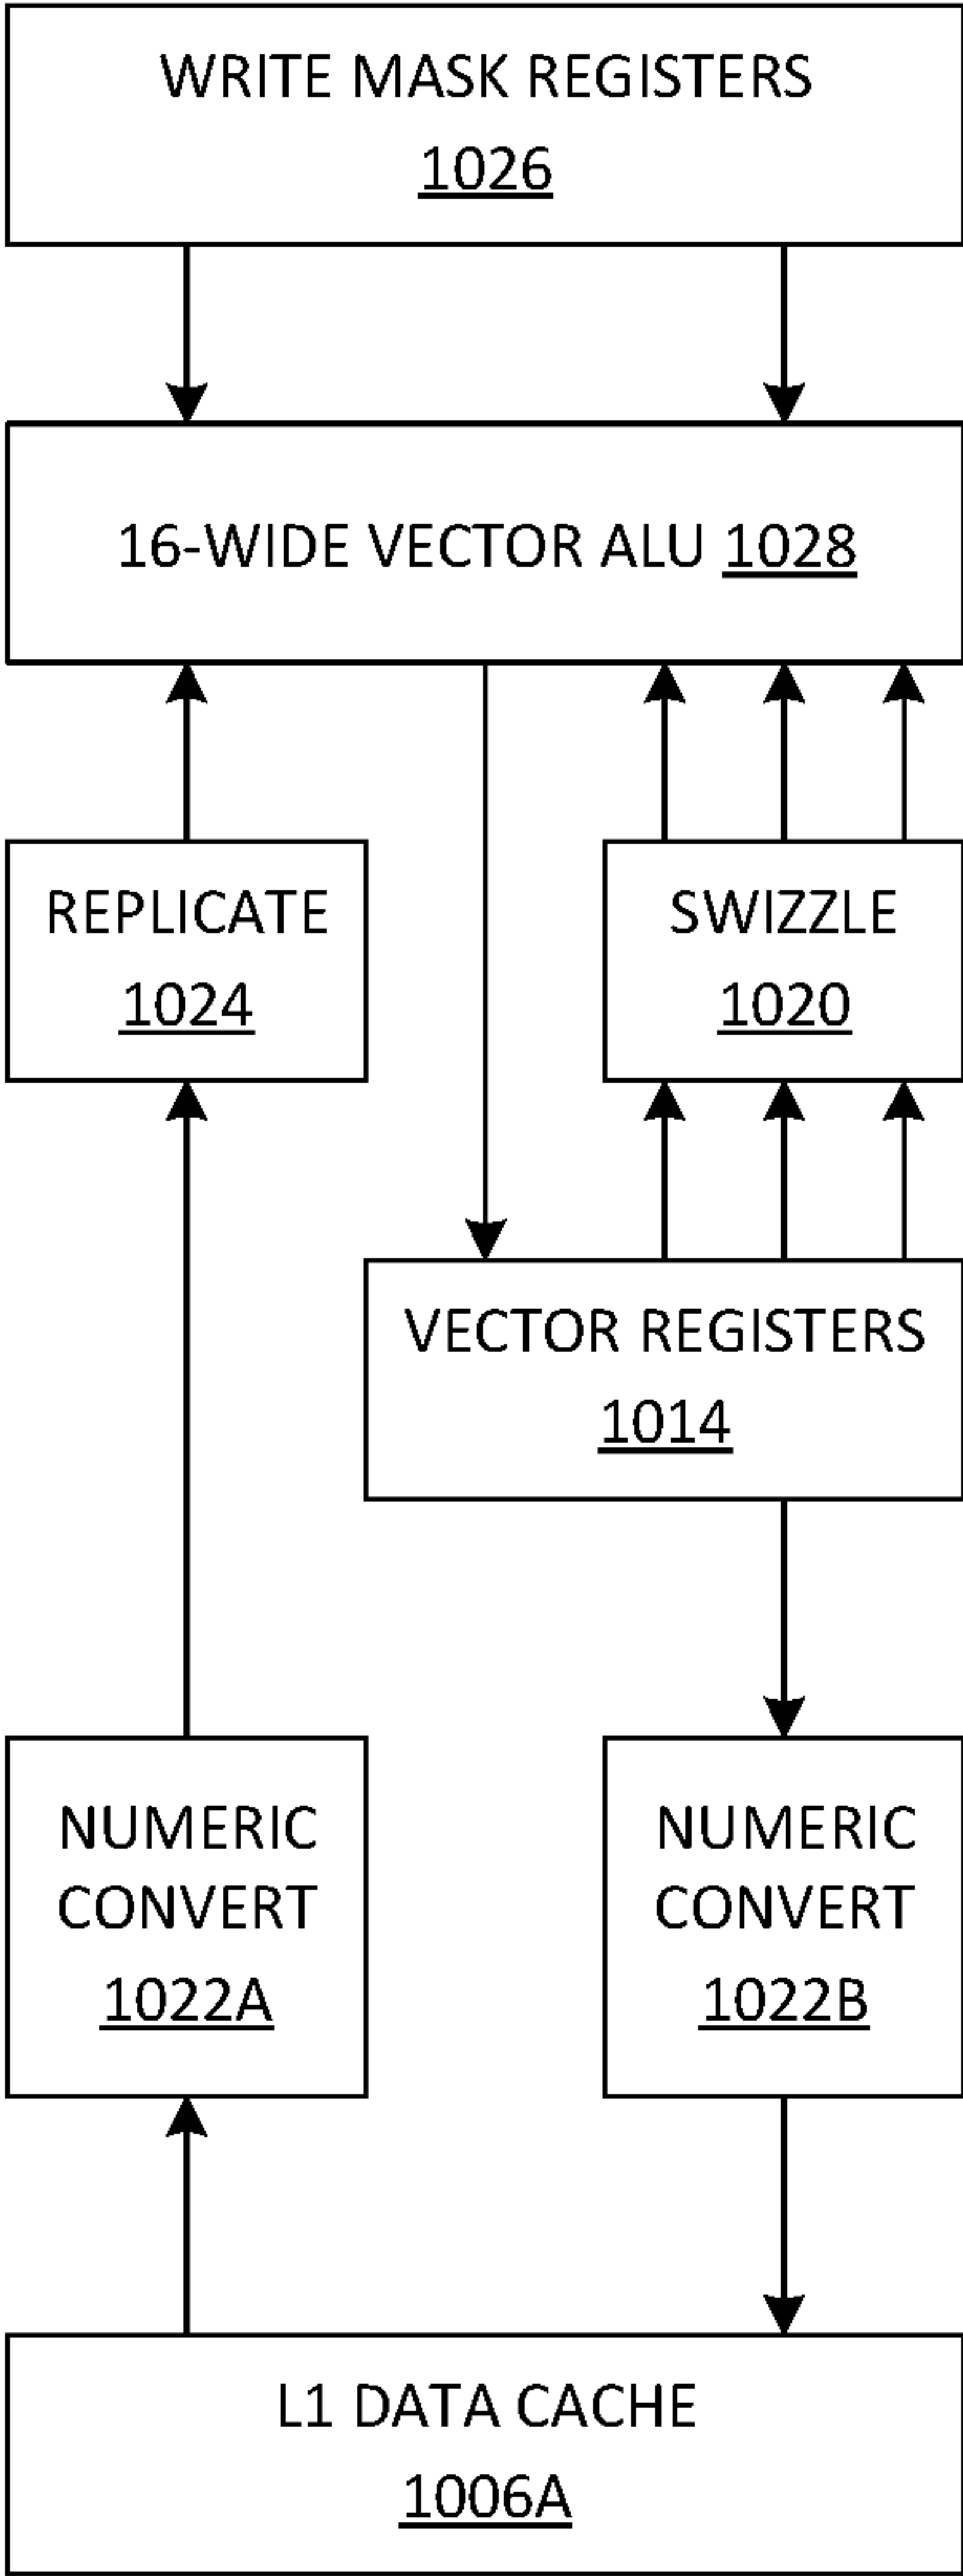 WRITE MASK REGISTERS
1026
16-WIDE VECTOR ALU 1028
REPLICATE
1024
SWIZZLE
1020
VECTOR REGISTERS
1014
NUMERIC
CONVERT
1022A
NUMERIC
CONVERT
1022B
L1 DATA CACHE
1006A